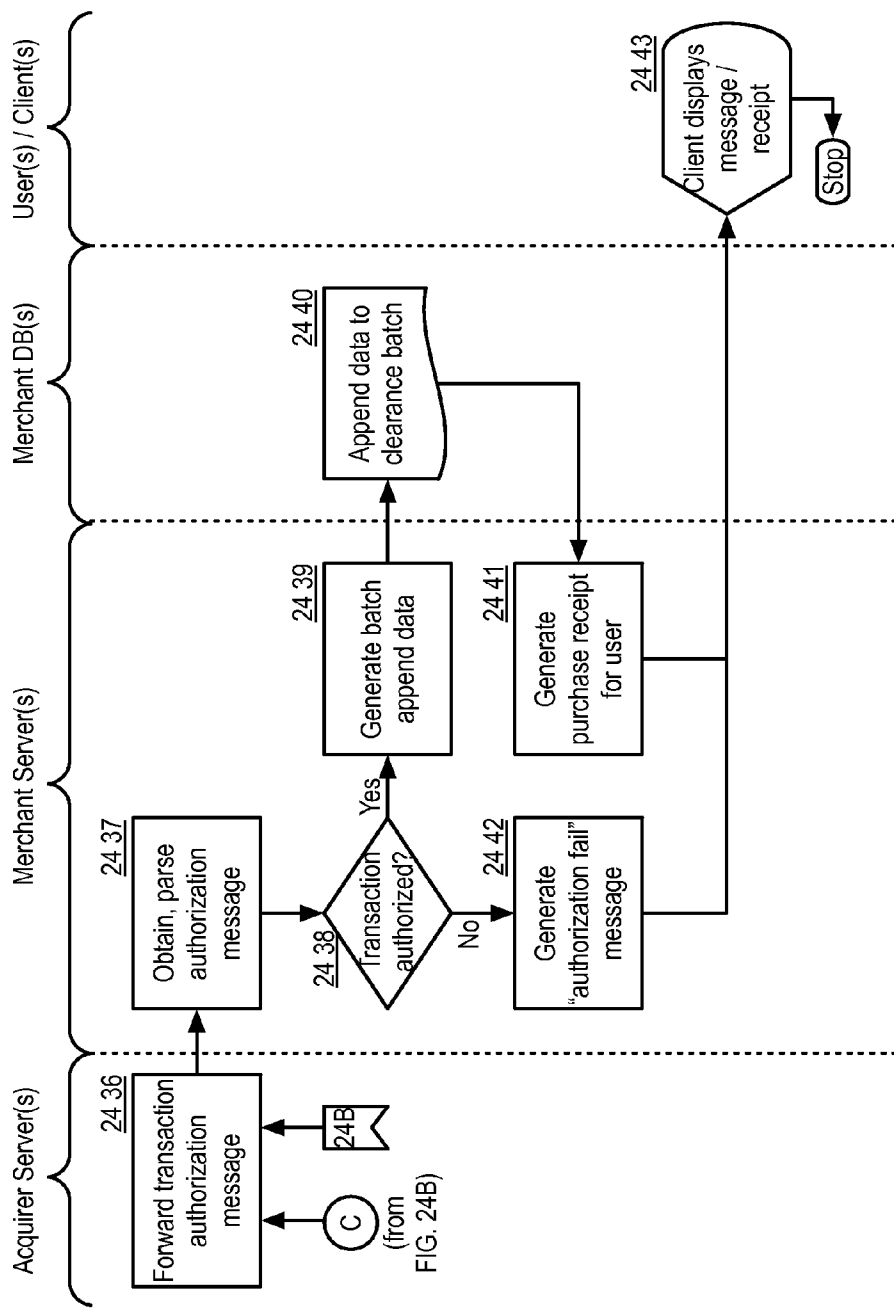 Acquirer Server(s)
Merchant Server(s)
Merchant DB(s)
User(s) / Client(s)
24 36
Forward transaction
authorization
message
C
(from
FIG. 24B)
24B
24 37
Obtain, parse
authorization
message
24 38
Transaction
authorized?
Yes
No
24 39
Generate batch
append data
24 40
Append data to
clearance batch
24 42
Generate
“authorization fail”
message
24 41
Generate
purchase receipt
for user
24 43
Client displays
message /
receipt
Stop